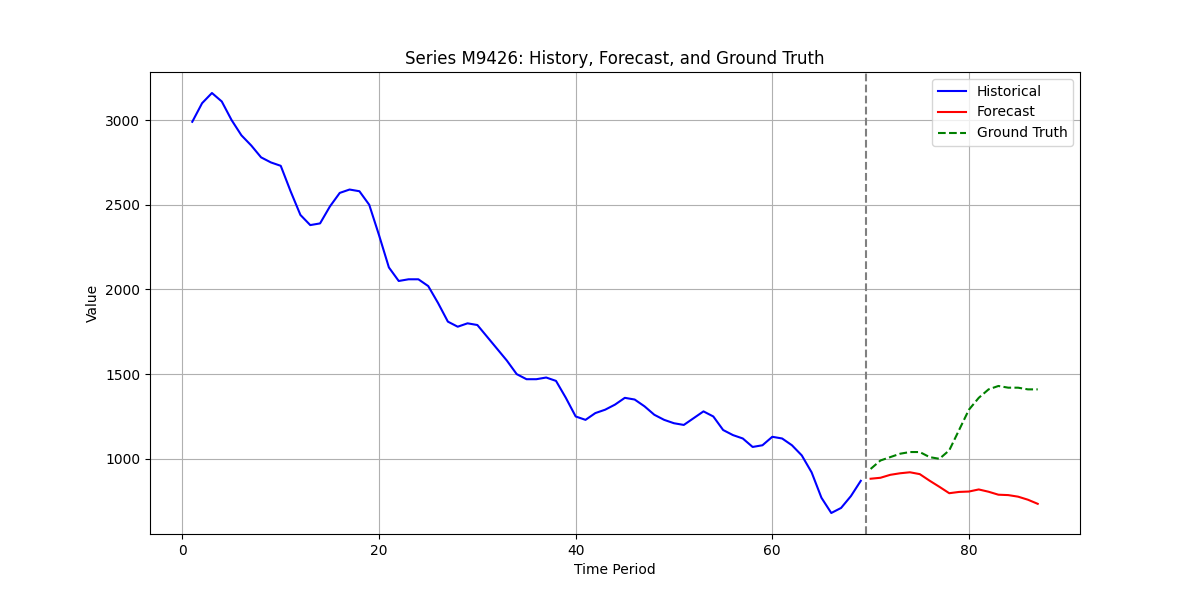 Series M9426: History, Forecast, and Ground Truth
Historical
Forecast
Ground Truth
Value
3000
2500
2000
1500
1000
0
20
40
60
80
Time Period